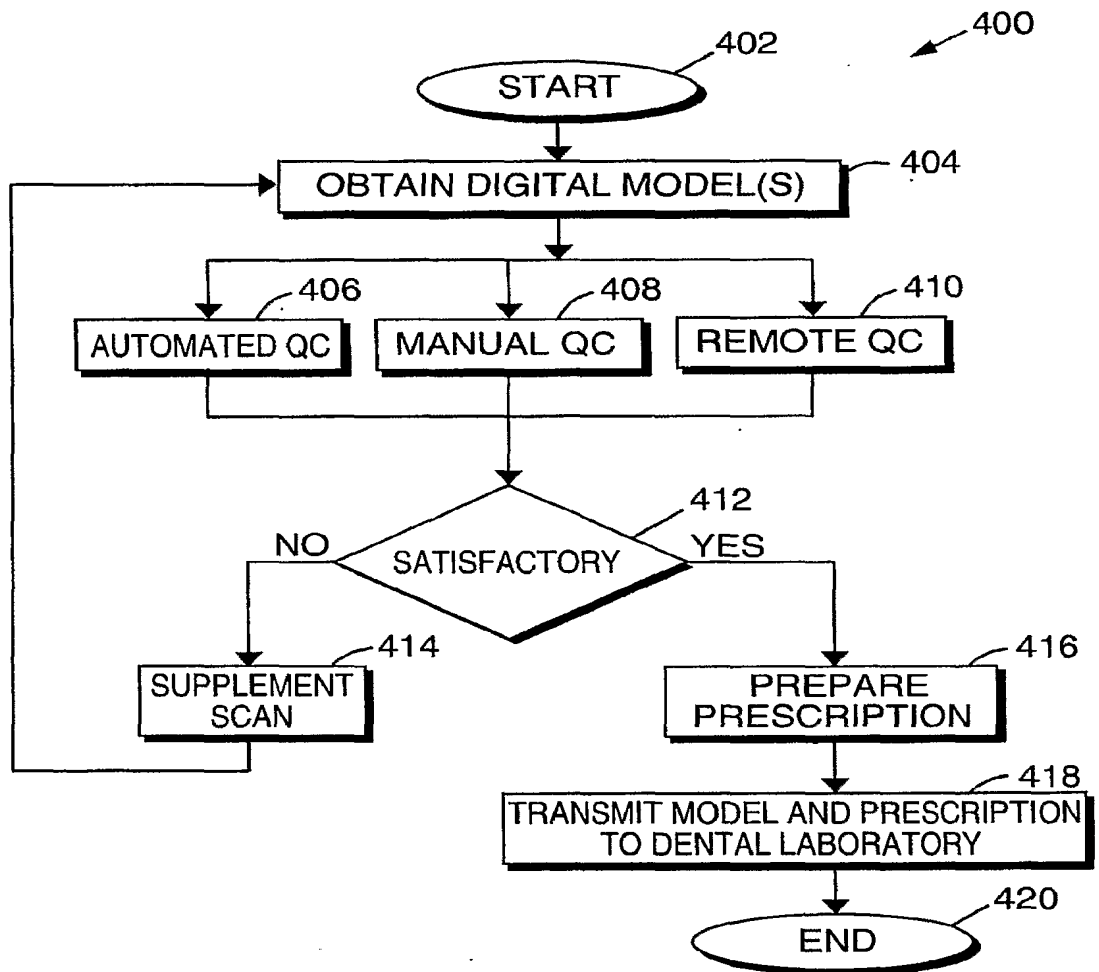 400
402
START
404
OBTAIN DIGITAL MODEL(S)
406
408
410
AUTOMATED QC
MANUAL QC
REMOTE QC
412
NO
YES
SATISFACTORY
414
416
SUPPLEMENT
SCAN
PREPARE
PRESCRIPTION
418
TRANSMIT MODEL AND PRESCRIPTION
TO DENTAL LABORATORY
420
END